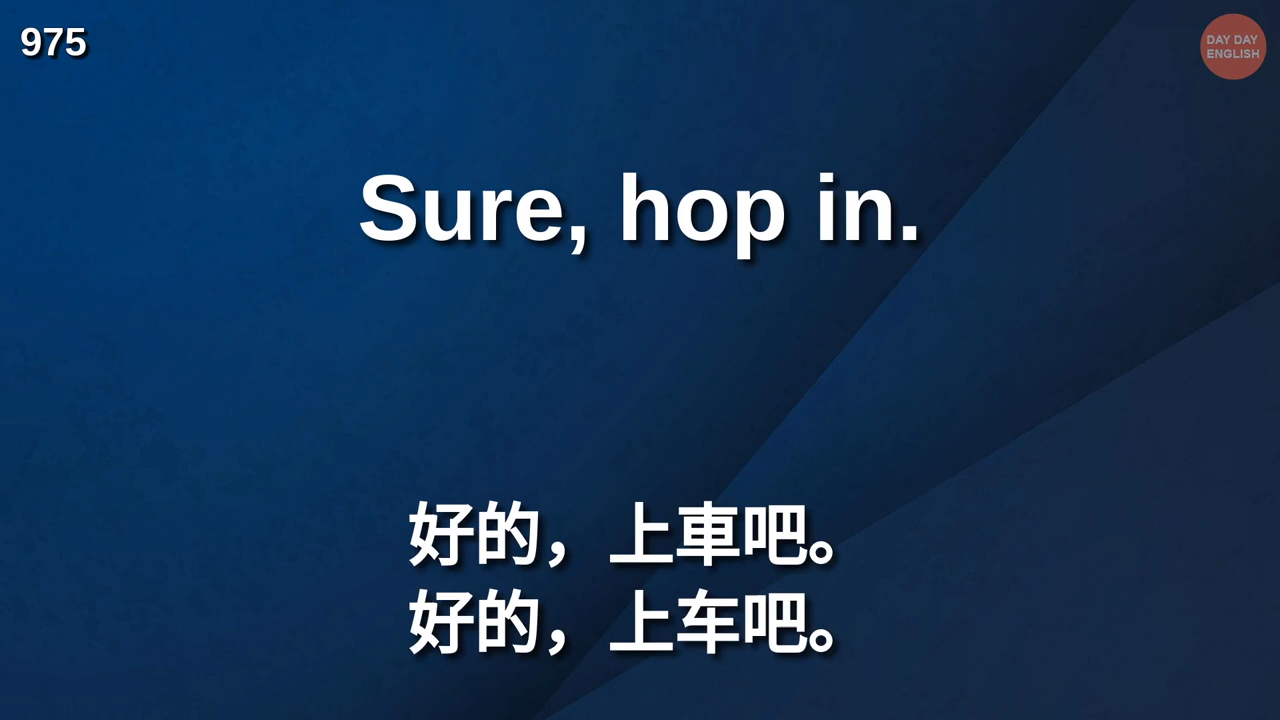 975
DAY DAY
ENGLISH
Sure, hop in.
好的，上車吧。
好的，上车吧。